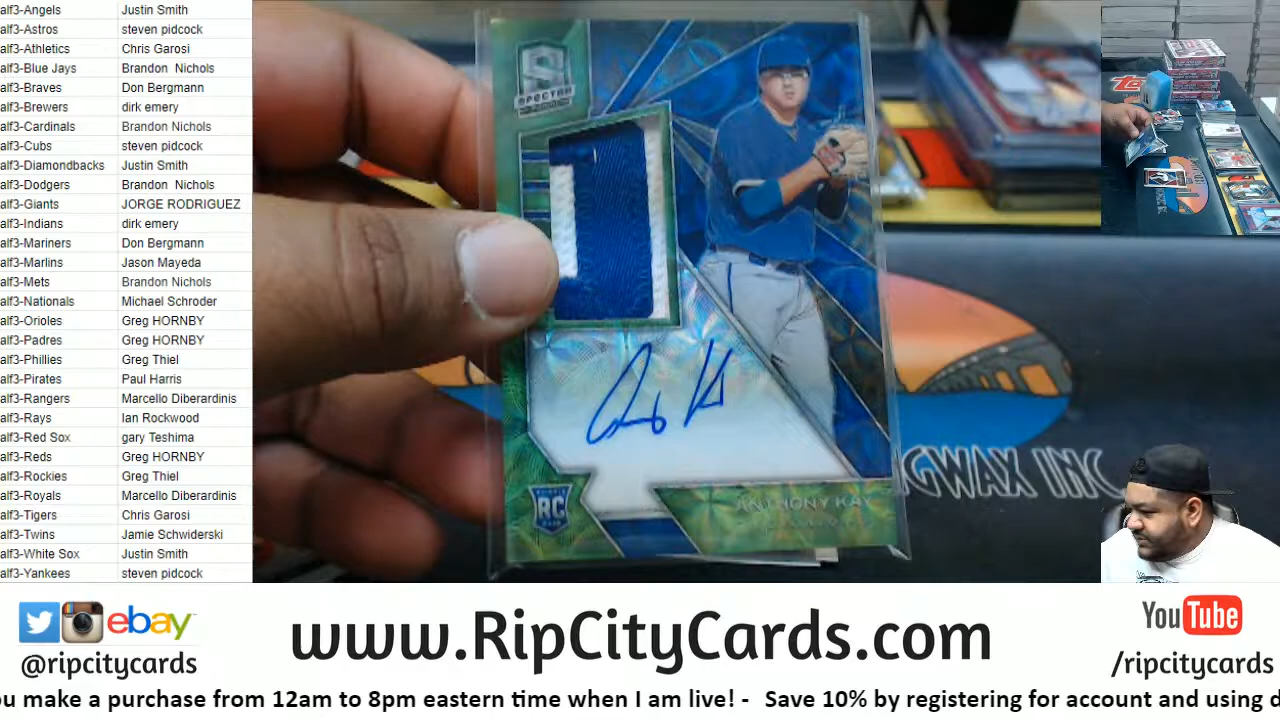 alf3-Angels Justin Smith
alf3-Astros steven pidcock
alf3-Athletics Chris Garosi
alf3-Blue Jays Brandon Nichols
alf3-Braves Don Bergmann
alf3-Brewers dirk emery
alf3-Cardinals Brandon Nichols
alf3-Cubs steven pidcock
alf3-Diamondbacks Justin Smith
alf3-Dodgers Brandon Nichols
alf3-Giants JORGE RODRIGUEZ
alf3-Indians dirk emery
alf3-Mariners Don Bergmann
alf3-Marlins Jason Mayeda
alf3-Mets Brandon Nichols
alf3-Nationals Michael Schroder
alf3-Orioles Greg HORNBY
alf3-Padres Greg HORNBY
alf3-Phillies Greg Thiel
alf3-Pirates Paul Harris
alf3-Rangers Marcello Diberardinis
alf3-Rays Ian Rockwood
alf3-Red Sox gary Teshima
alf3-Reds Greg HORNBY
alf3-Rockies Greg Thiel
alf3-Royals Marcello Diberardinis
alf3-Tigers Chris Garosi
alf3-Twins Jamie Schwiderski
alf3-White Sox Justin Smith
alf3-Yankees steven pidcock
SPECTRA
RC
ANTHONY KAY
GWAX INC
ebay
@ripcitycards
www.RipCityCards.com
YouTube
/ripcitycards
ou make a purchase from 12am to 8pm eastern time when I am live! - Save 10% by registering for account and using d